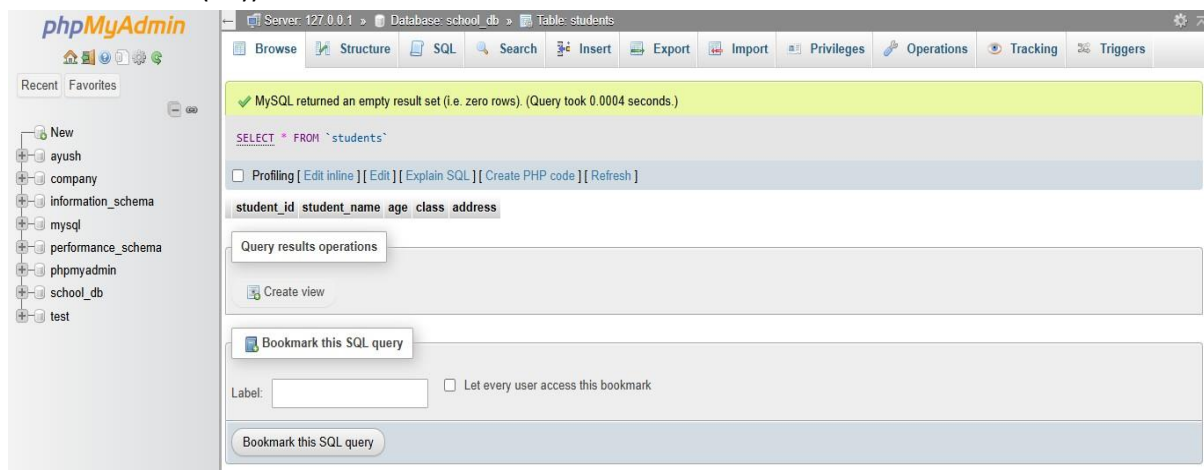 phpMyAdmin
Server: 127.0.0.1 » Database: school_db » Table: students
Browse Structure SQL Search Insert Export Import Privileges Operations Tracking Triggers
Recent Favorites
New
ayush
company
information_schema
mysql
performance_schema
phpmyadmin
school_db
test
MySQL returned an empty result set (i.e. zero rows). (Query took 0.0004 seconds.)
SELECT * FROM `students`
Profiling [ Edit inline ] [ Edit ] [ Explain SQL ] [ Create PHP code ] [ Refresh ]
student_id student_name age class address
Query results operations
Create view
Bookmark this SQL query
Label: Let every user access this bookmark
Bookmark this SQL query